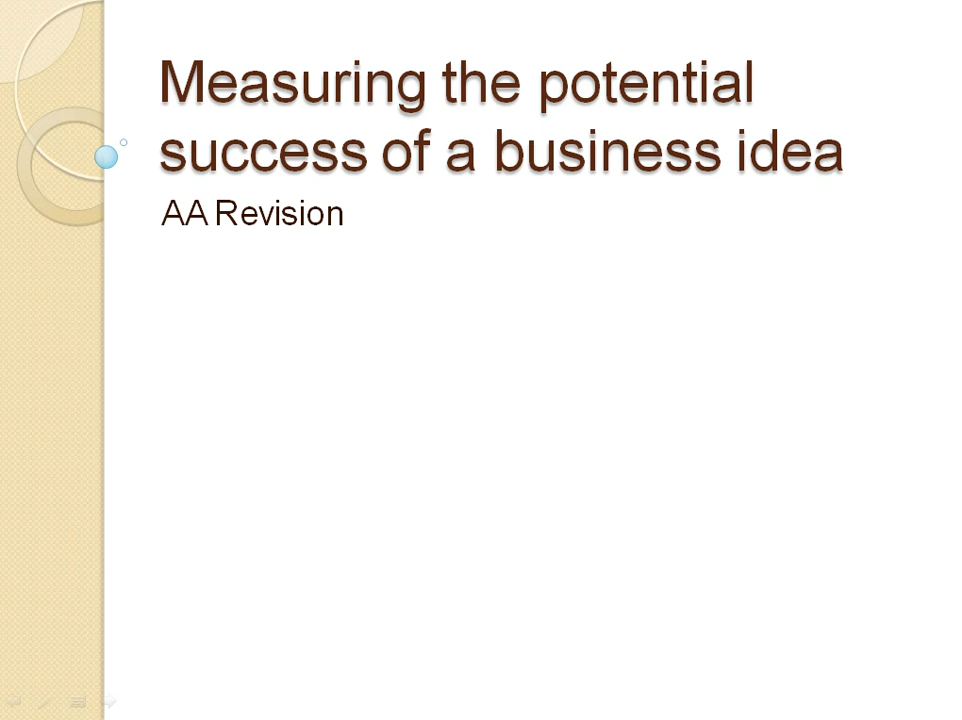 Measuring the potential
success of a business idea
AA Revision